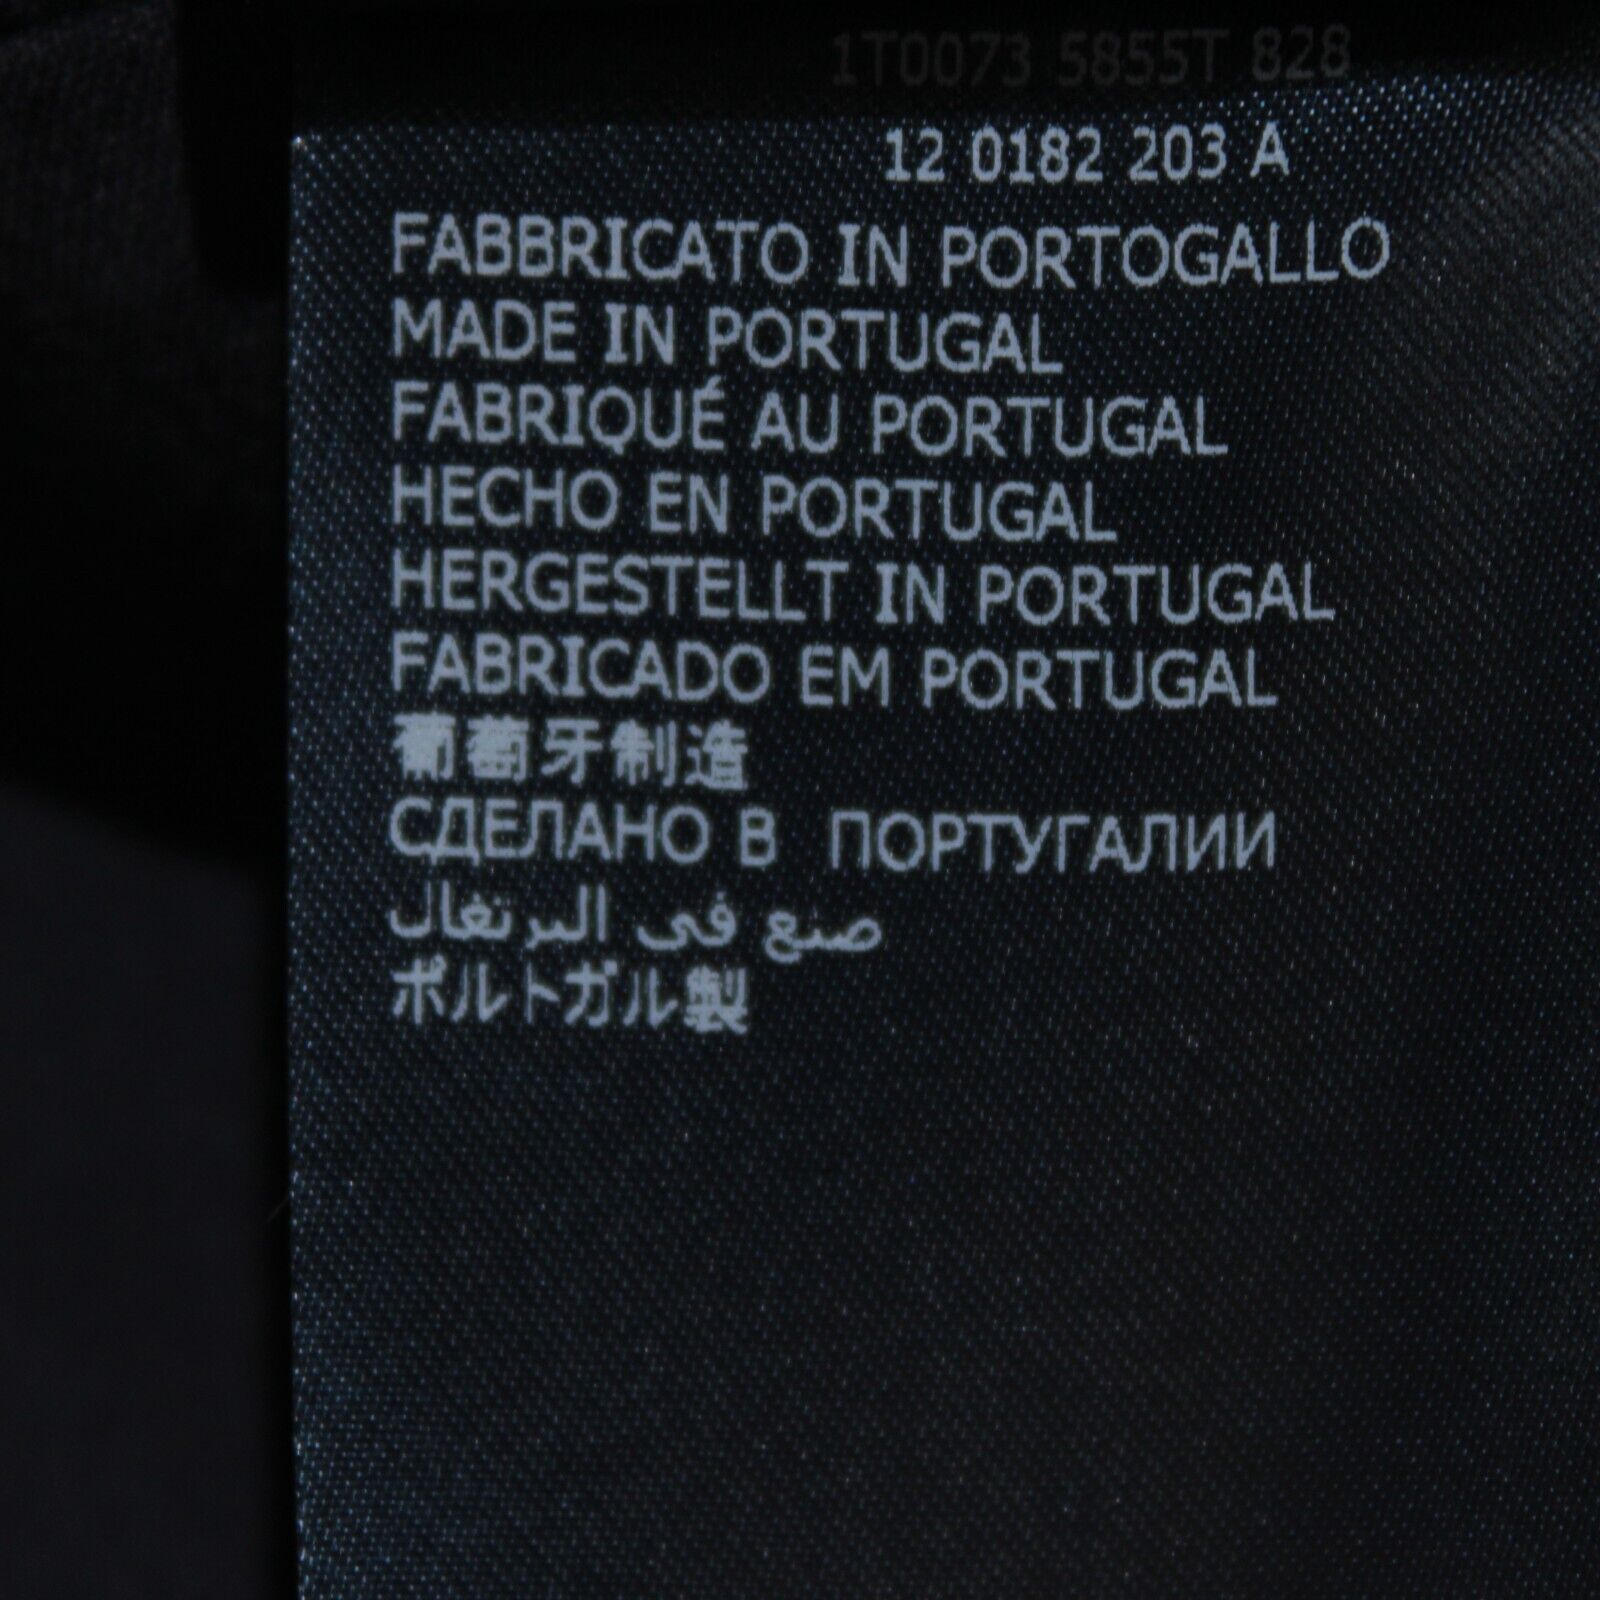 1T0073 5855T 828
12 0182 203 A
FABBRICATO IN PORTOGALLO
MADE IN PORTUGAL
FABRIQUÉ AU PORTUGAL
HECHO EN PORTUGAL
HERGESTELLT IN PORTUGAL
FABRICADO EM PORTUGAL
葡萄牙制造
СДЕЛАНО В ПОРТУГАЛИИ
صنع فى البرتغال
ポルトガル製